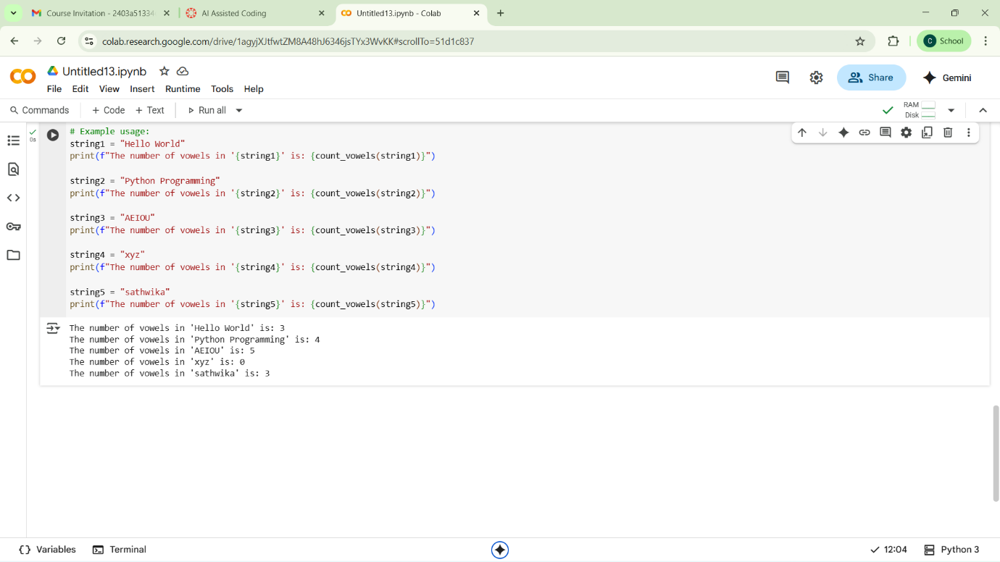 Course Invitation - 2403a51334
AI Assisted Coding
Untitled13.ipynb - Colab
colab.research.google.com/drive/1agyjXJtfwtZM8A48hJ6346jsTYx3WvKK#scrollTo=51d1c837
C School
Untitled13.ipynb
File Edit View Insert Runtime Tools Help
Share
Gemini
Commands + Code + Text Run all
RAM
Disk
0s
# Example usage:
string1 = "Hello World"
print(f"The number of vowels in '{string1}' is: {count_vowels(string1)}")
string2 = "Python Programming"
print(f"The number of vowels in '{string2}' is: {count_vowels(string2)}")
string3 = "AEIOU"
print(f"The number of vowels in '{string3}' is: {count_vowels(string3)}")
string4 = "xyz"
print(f"The number of vowels in '{string4}' is: {count_vowels(string4)}")
string5 = "sathwika"
print(f"The number of vowels in '{string5}' is: {count_vowels(string5)}")
The number of vowels in 'Hello World' is: 3
The number of vowels in 'Python Programming' is: 4
The number of vowels in 'AEIOU' is: 5
The number of vowels in 'xyz' is: 0
The number of vowels in 'sathwika' is: 3
Variables Terminal
12:04 Python 3